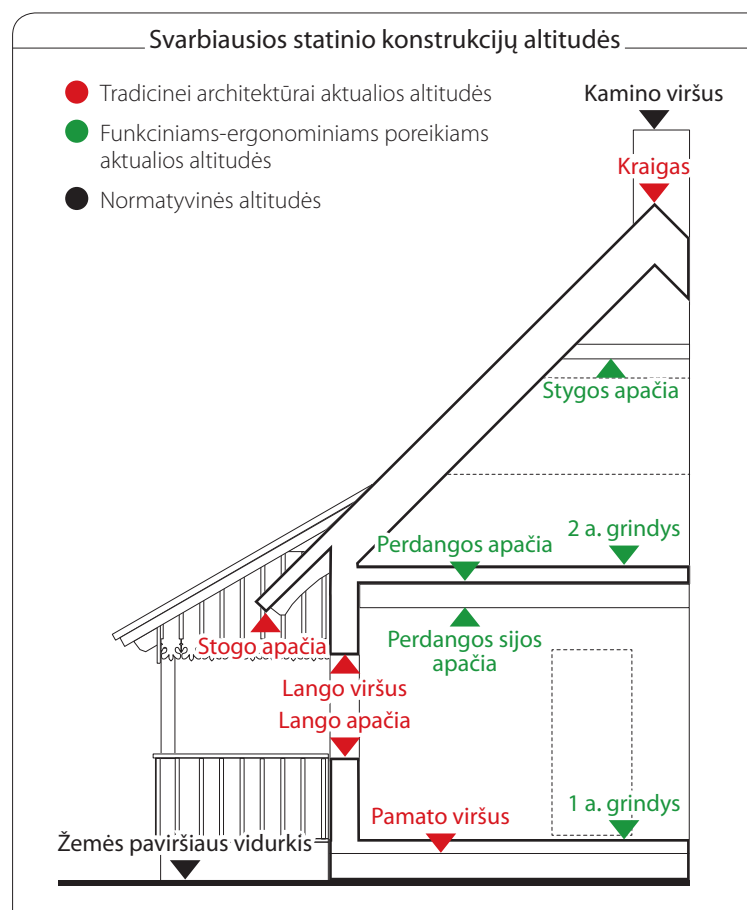 Svarbiausios statinio konstrukcijų altitudės
Tradicinei architektūrai aktualios altitudės
Funkciniams-ergonominiams poreikiams
aktualios altitudės
Normatyvinės altitudės
Kamino viršus
Kraigas
Stygos apačia
2 a. grindys
Perdangos apačia
Stogo apačia
Perdangos sijos
apačia
Lango viršus
Lango apačia
Pamato viršus
1 a. grindys
Žemės paviršiaus vidurkis